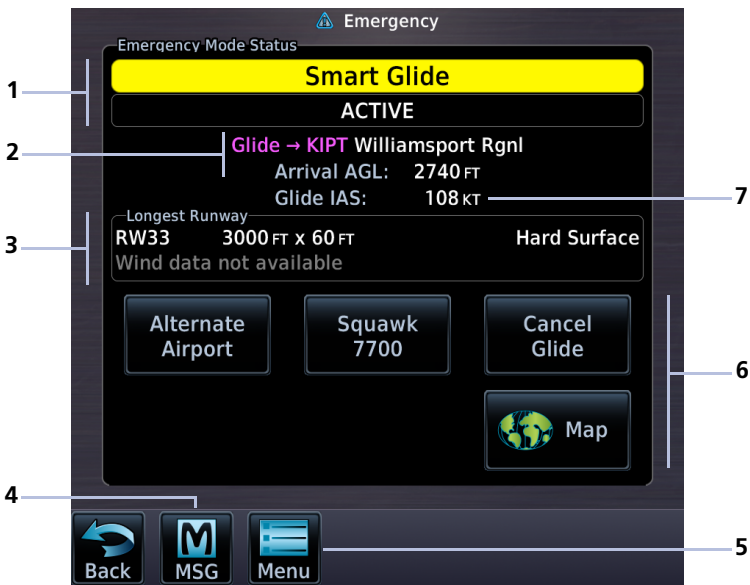 Emergency
Emergency Mode Status
1
Smart Glide
ACTIVE
2
Glide → KIPT Williamsport Rgnl
Arrival AGL: 2740 FT
Glide IAS: 108 KT
7
3
Longest Runway
RW33 3000 FT x 60 FT Hard Surface
Wind data not available
Alternate
Airport
Squawk
7700
Cancel
Glide
6
Map
4
Back
MSG
Menu
5